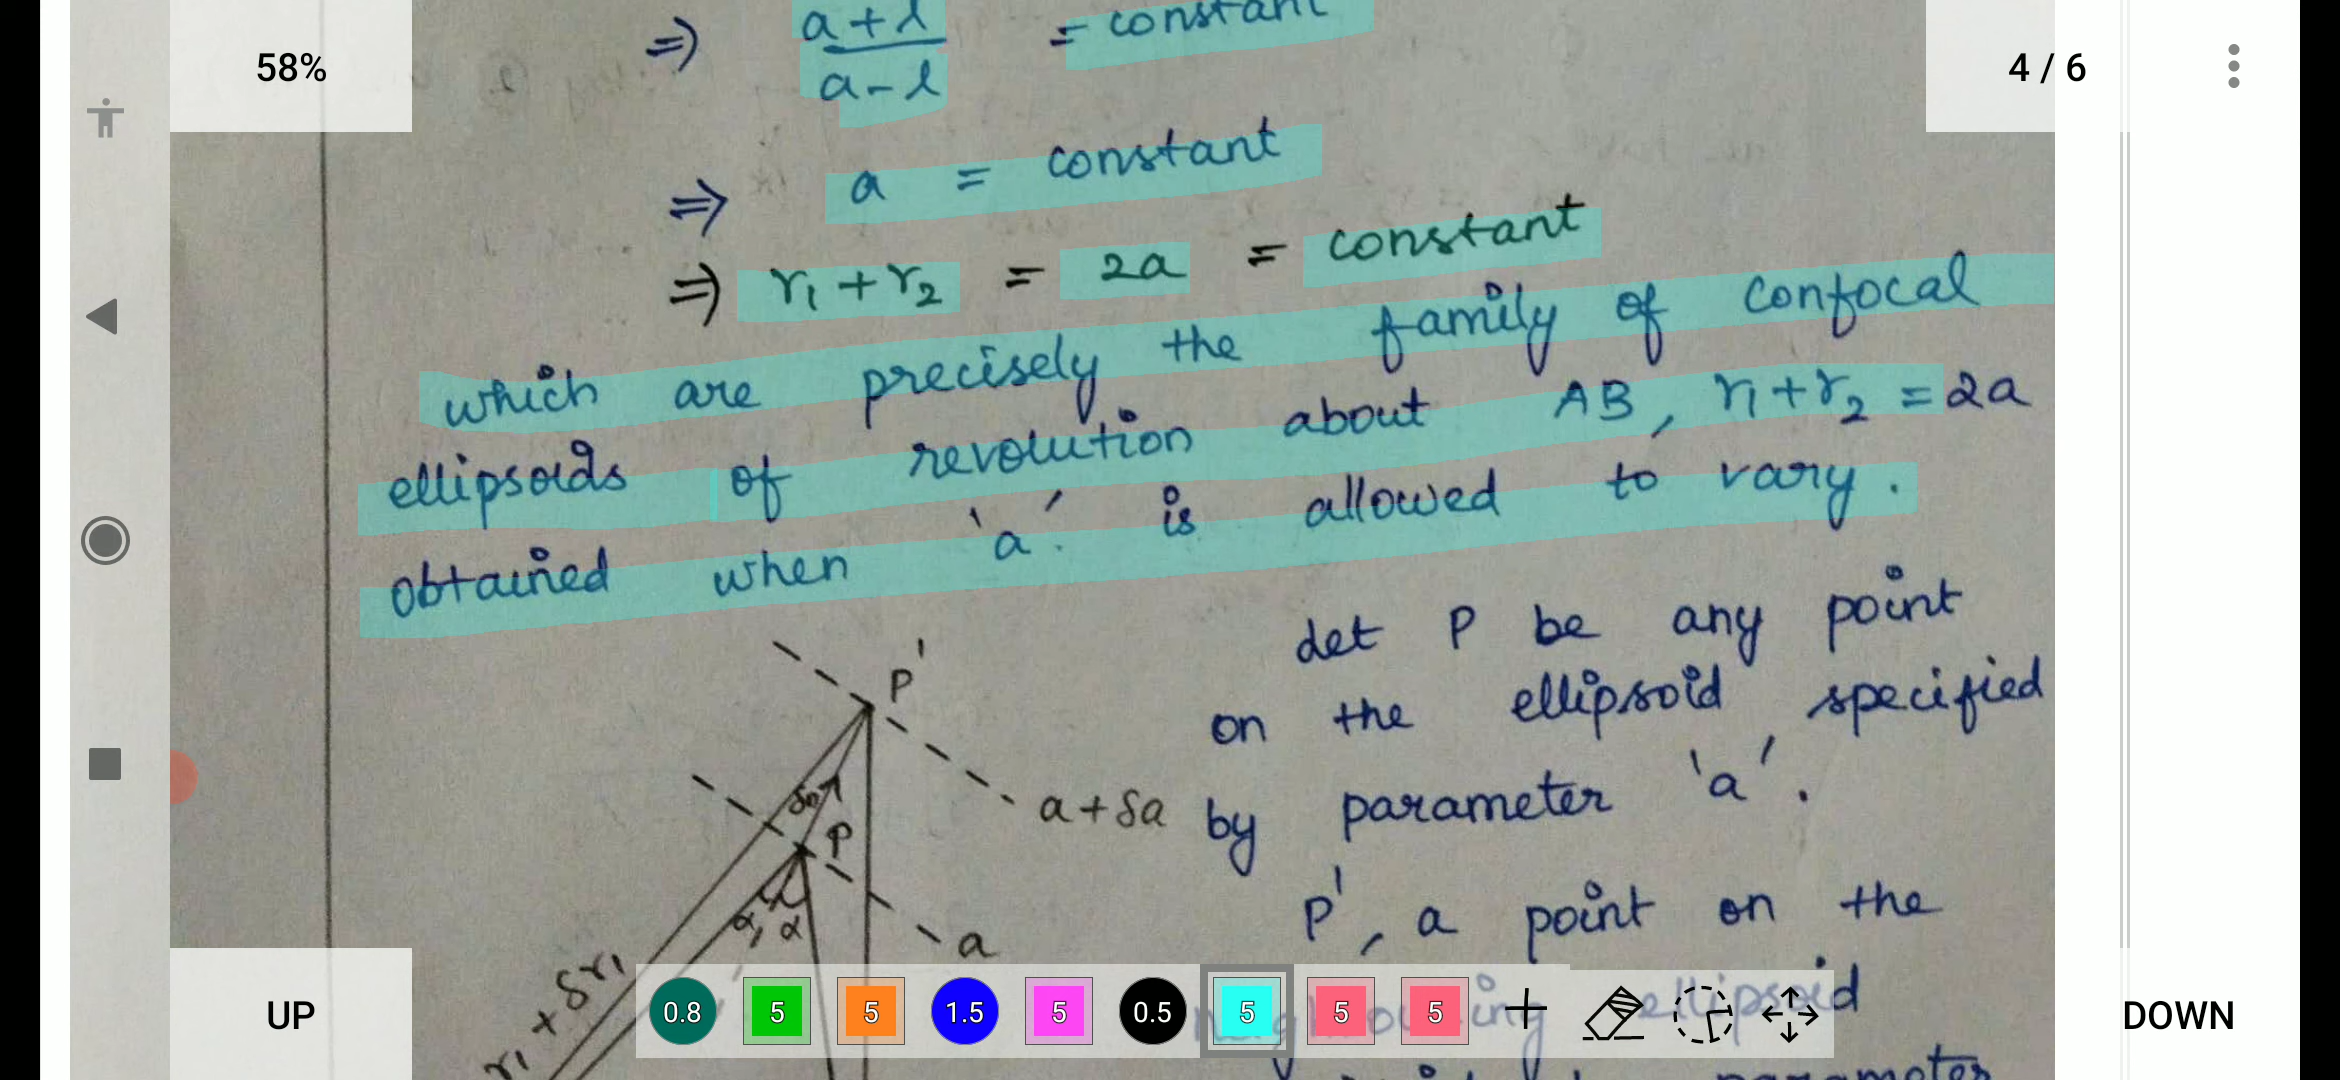 ⇒ a+l / a-l = constant
58%
4 / 6
⇒ a = constant
⇒ r₁ + r₂ = 2a = constant
which are precisely the family of confocal
ellipsoids of revolution about AB, r₁ + r₂ = 2a
obtained when 'a' is allowed to vary.
det P be any point
on the ellipsoid specified
by parameter 'a'.
P', a point on the
ellipsoid
parameter
P'
δn
a + δa
P
α, α
a
r₁ + δr₁
UP
0.8 5 5 1.5 5 0.5 5 5 5
DOWN